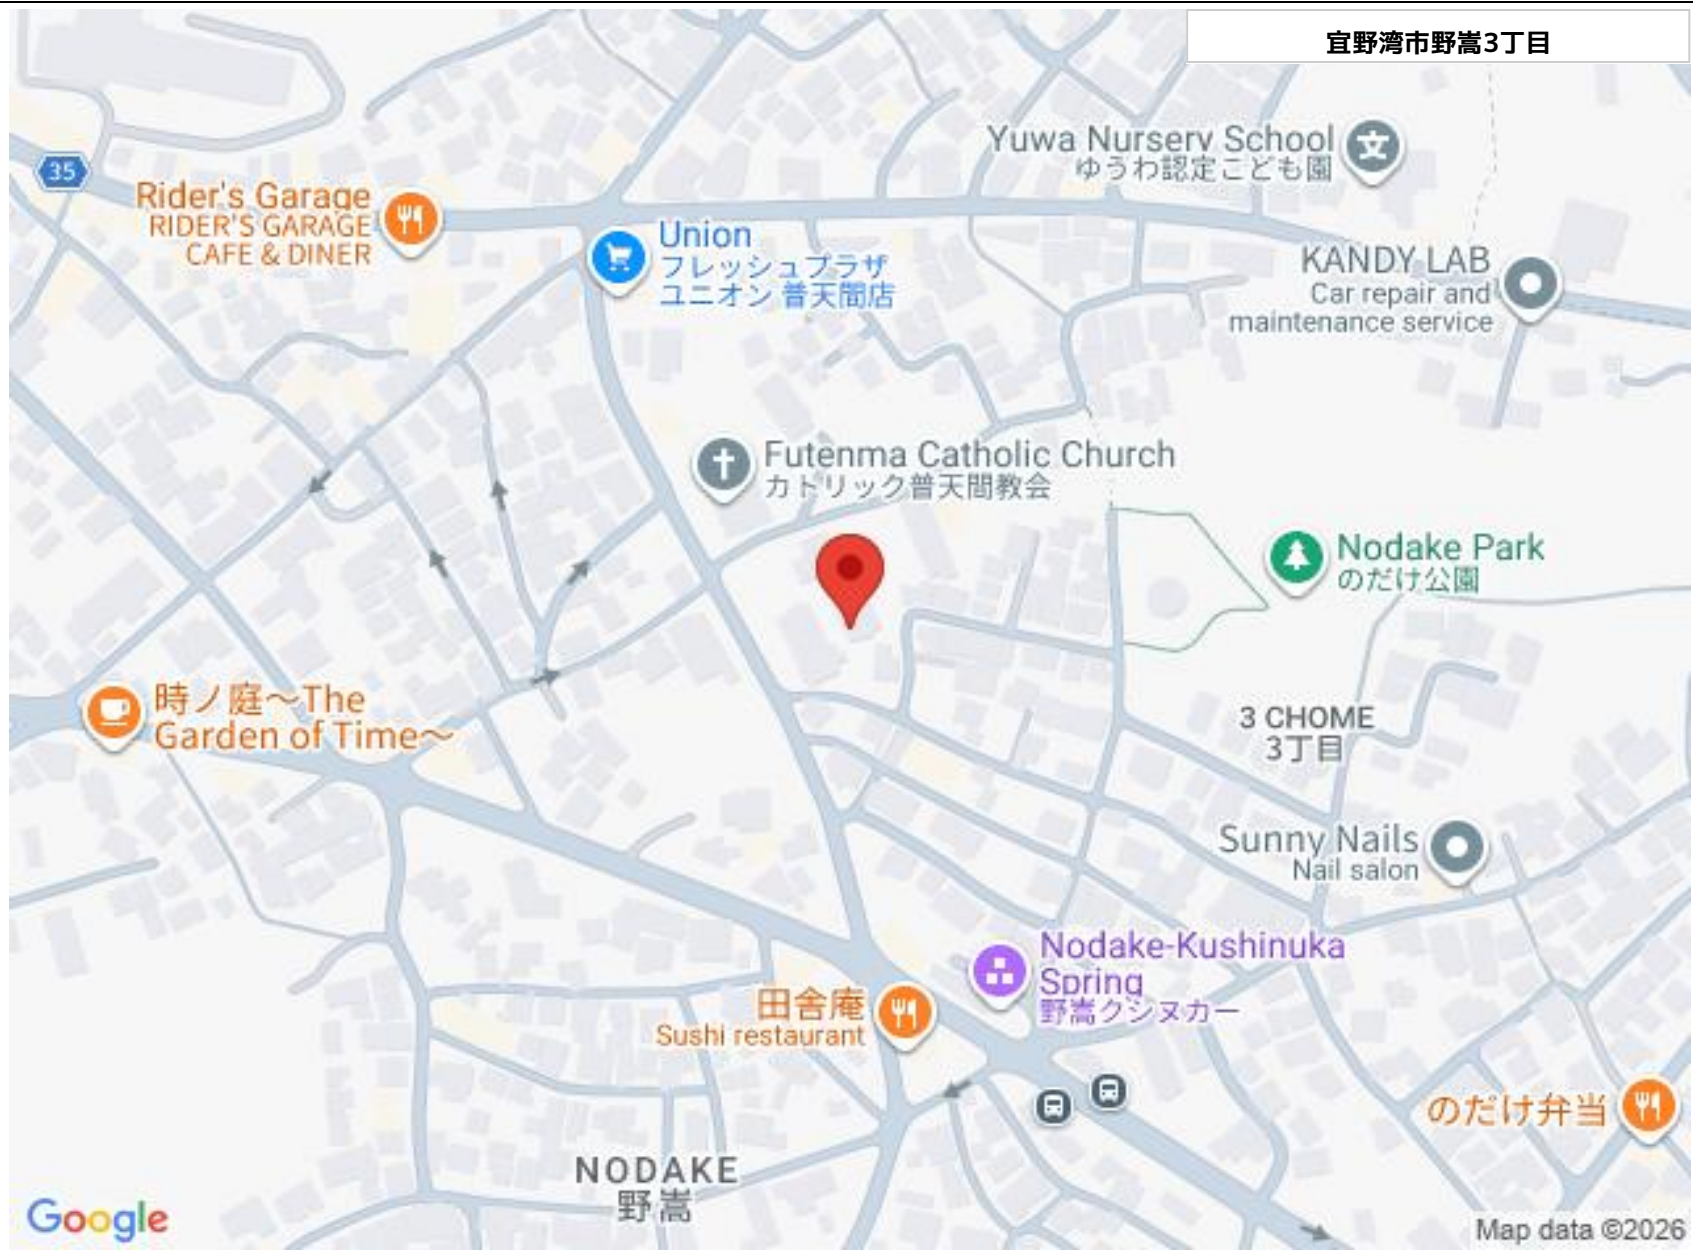 宜野湾市野嵩3丁目
Yuwa Nursery School
ゆうわ認定こども園
35
Rider's Garage
RIDER'S GARAGE
CAFE & DINER
Union
フレッシュプラザ
ユニオン 普天間店
KANDY LAB
Car repair and
maintenance service
Futenma Catholic Church
カトリック普天間教会
Nodake Park
のだけ公園
時ノ庭〜The
Garden of Time〜
3 CHOME
3丁目
Sunny Nails
Nail salon
Nodake-Kushinuka
Spring
野嵩クシヌカー
田舎庵
Sushi restaurant
のだけ弁当
NODAKE
野嵩
Google
Map data ©2026